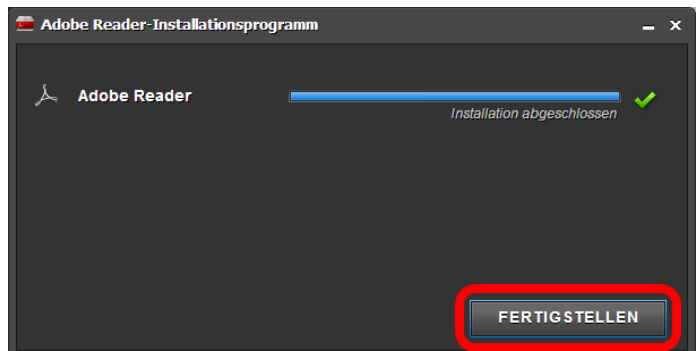 Adobe Reader-Installationsprogramm
Adobe Reader
Installation abgeschlossen
FERTIGSTELLEN